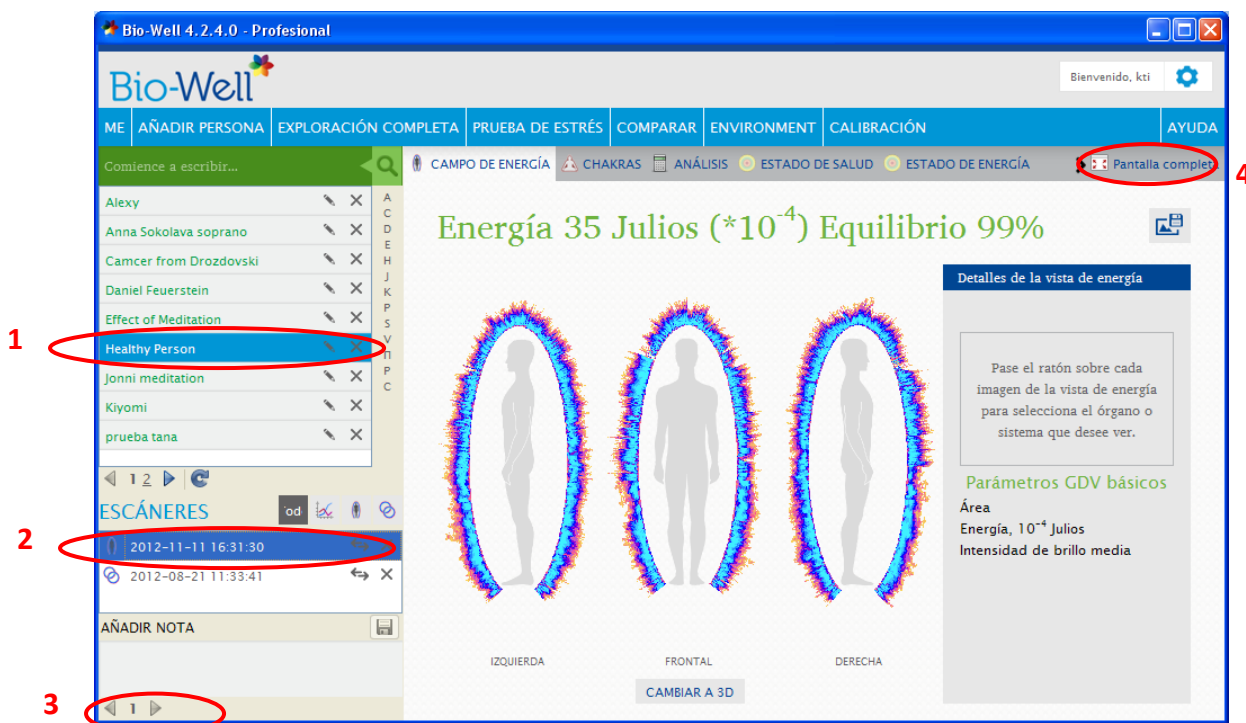 Bio-Well 4.2.4.0 - Profesional
Bio-Well
Bienvenido, kti
ME AÑADIR PERSONA EXPLORACIÓN COMPLETA PRUEBA DE ESTRÉS COMPARAR ENVIRONMENT CALIBRACIÓN AYUDA
Comience a escribir...
CAMPO DE ENERGÍA CHAKRAS ANÁLISIS ESTADO DE SALUD ESTADO DE ENERGÍA Pantalla completa
4
Alexy
Anna Sokolava soprano
Camcer from Drozdovski
Daniel Feuerstein
Effect of Meditation
1
Healthy Person
Jonni meditation
Kiyomi
prueba tana
A
C
D
E
H
J
K
P
S
V
П
Р
С
1 2
ESCÁNERES
'od
2
2012-11-11 16:31:30
2012-08-21 11:33:41
AÑADIR NOTA
3
1
Energía 35 Julios (*10⁻⁴) Equilibrio 99%
IZQUIERDA FRONTAL DERECHA
CAMBIAR A 3D
Detalles de la vista de energía
Pase el ratón sobre cada
imagen de la vista de energía
para selecciona el órgano o
sistema que desee ver.
Parámetros GDV básicos
Área
Energía, 10⁻⁴ Julios
Intensidad de brillo media